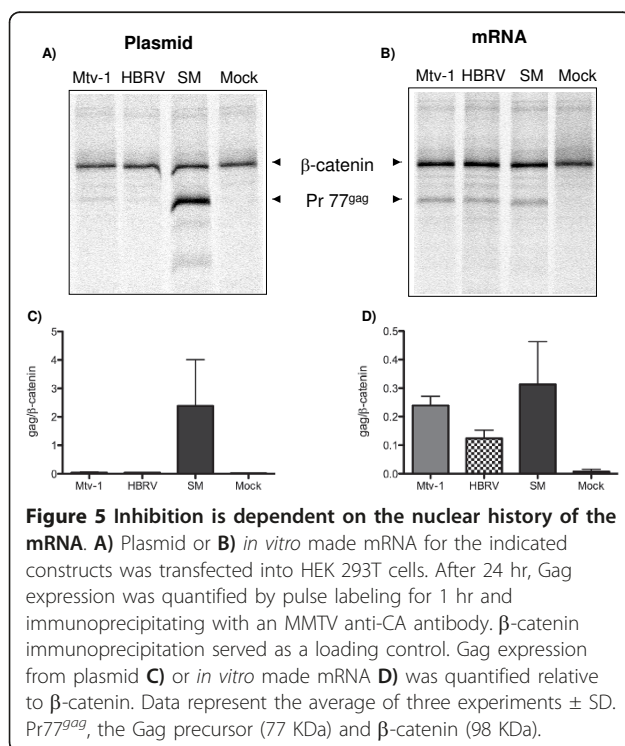 Plasmid
mRNA
A)
B)
Mtv-1 HBRV SM Mock
Mtv-1 HBRV SM Mock
◄ β-catenin ►
◄ Pr 77gag ►
C)
D)
gag/β-catenin
5
4
3
2
1
0
Mtv-1 HBRV SM Mock
gag/β-catenin
0.5
0.4
0.3
0.2
0.1
0.0
Mtv-1 HBRV SM Mock
Figure 5 Inhibition is dependent on the nuclear history of the
mRNA. A) Plasmid or B) in vitro made mRNA for the indicated
constructs was transfected into HEK 293T cells. After 24 hr, Gag
expression was quantified by pulse labeling for 1 hr and
immunoprecipitating with an MMTV anti-CA antibody. β-catenin
immunoprecipitation served as a loading control. Gag expression
from plasmid C) or in vitro made mRNA D) was quantified relative
to β-catenin. Data represent the average of three experiments ± SD.
Pr77gag, the Gag precursor (77 KDa) and β-catenin (98 KDa).